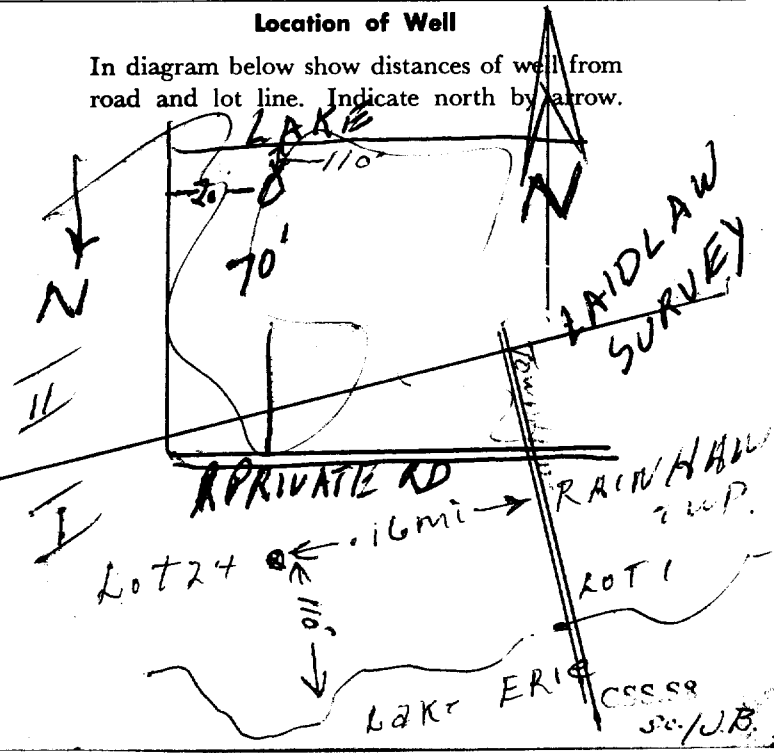 Location of Well
In diagram below show distances of well from
road and lot line. Indicate north by arrow.
LAKE
110'
20
70'
N
N
LAIDLAW
SURVEY
II
I
PRIVATE RD
RAINHAM
TWP.
.16mi
LOT 24
110'
LOT 1
Lake ERIE
CSS.S8